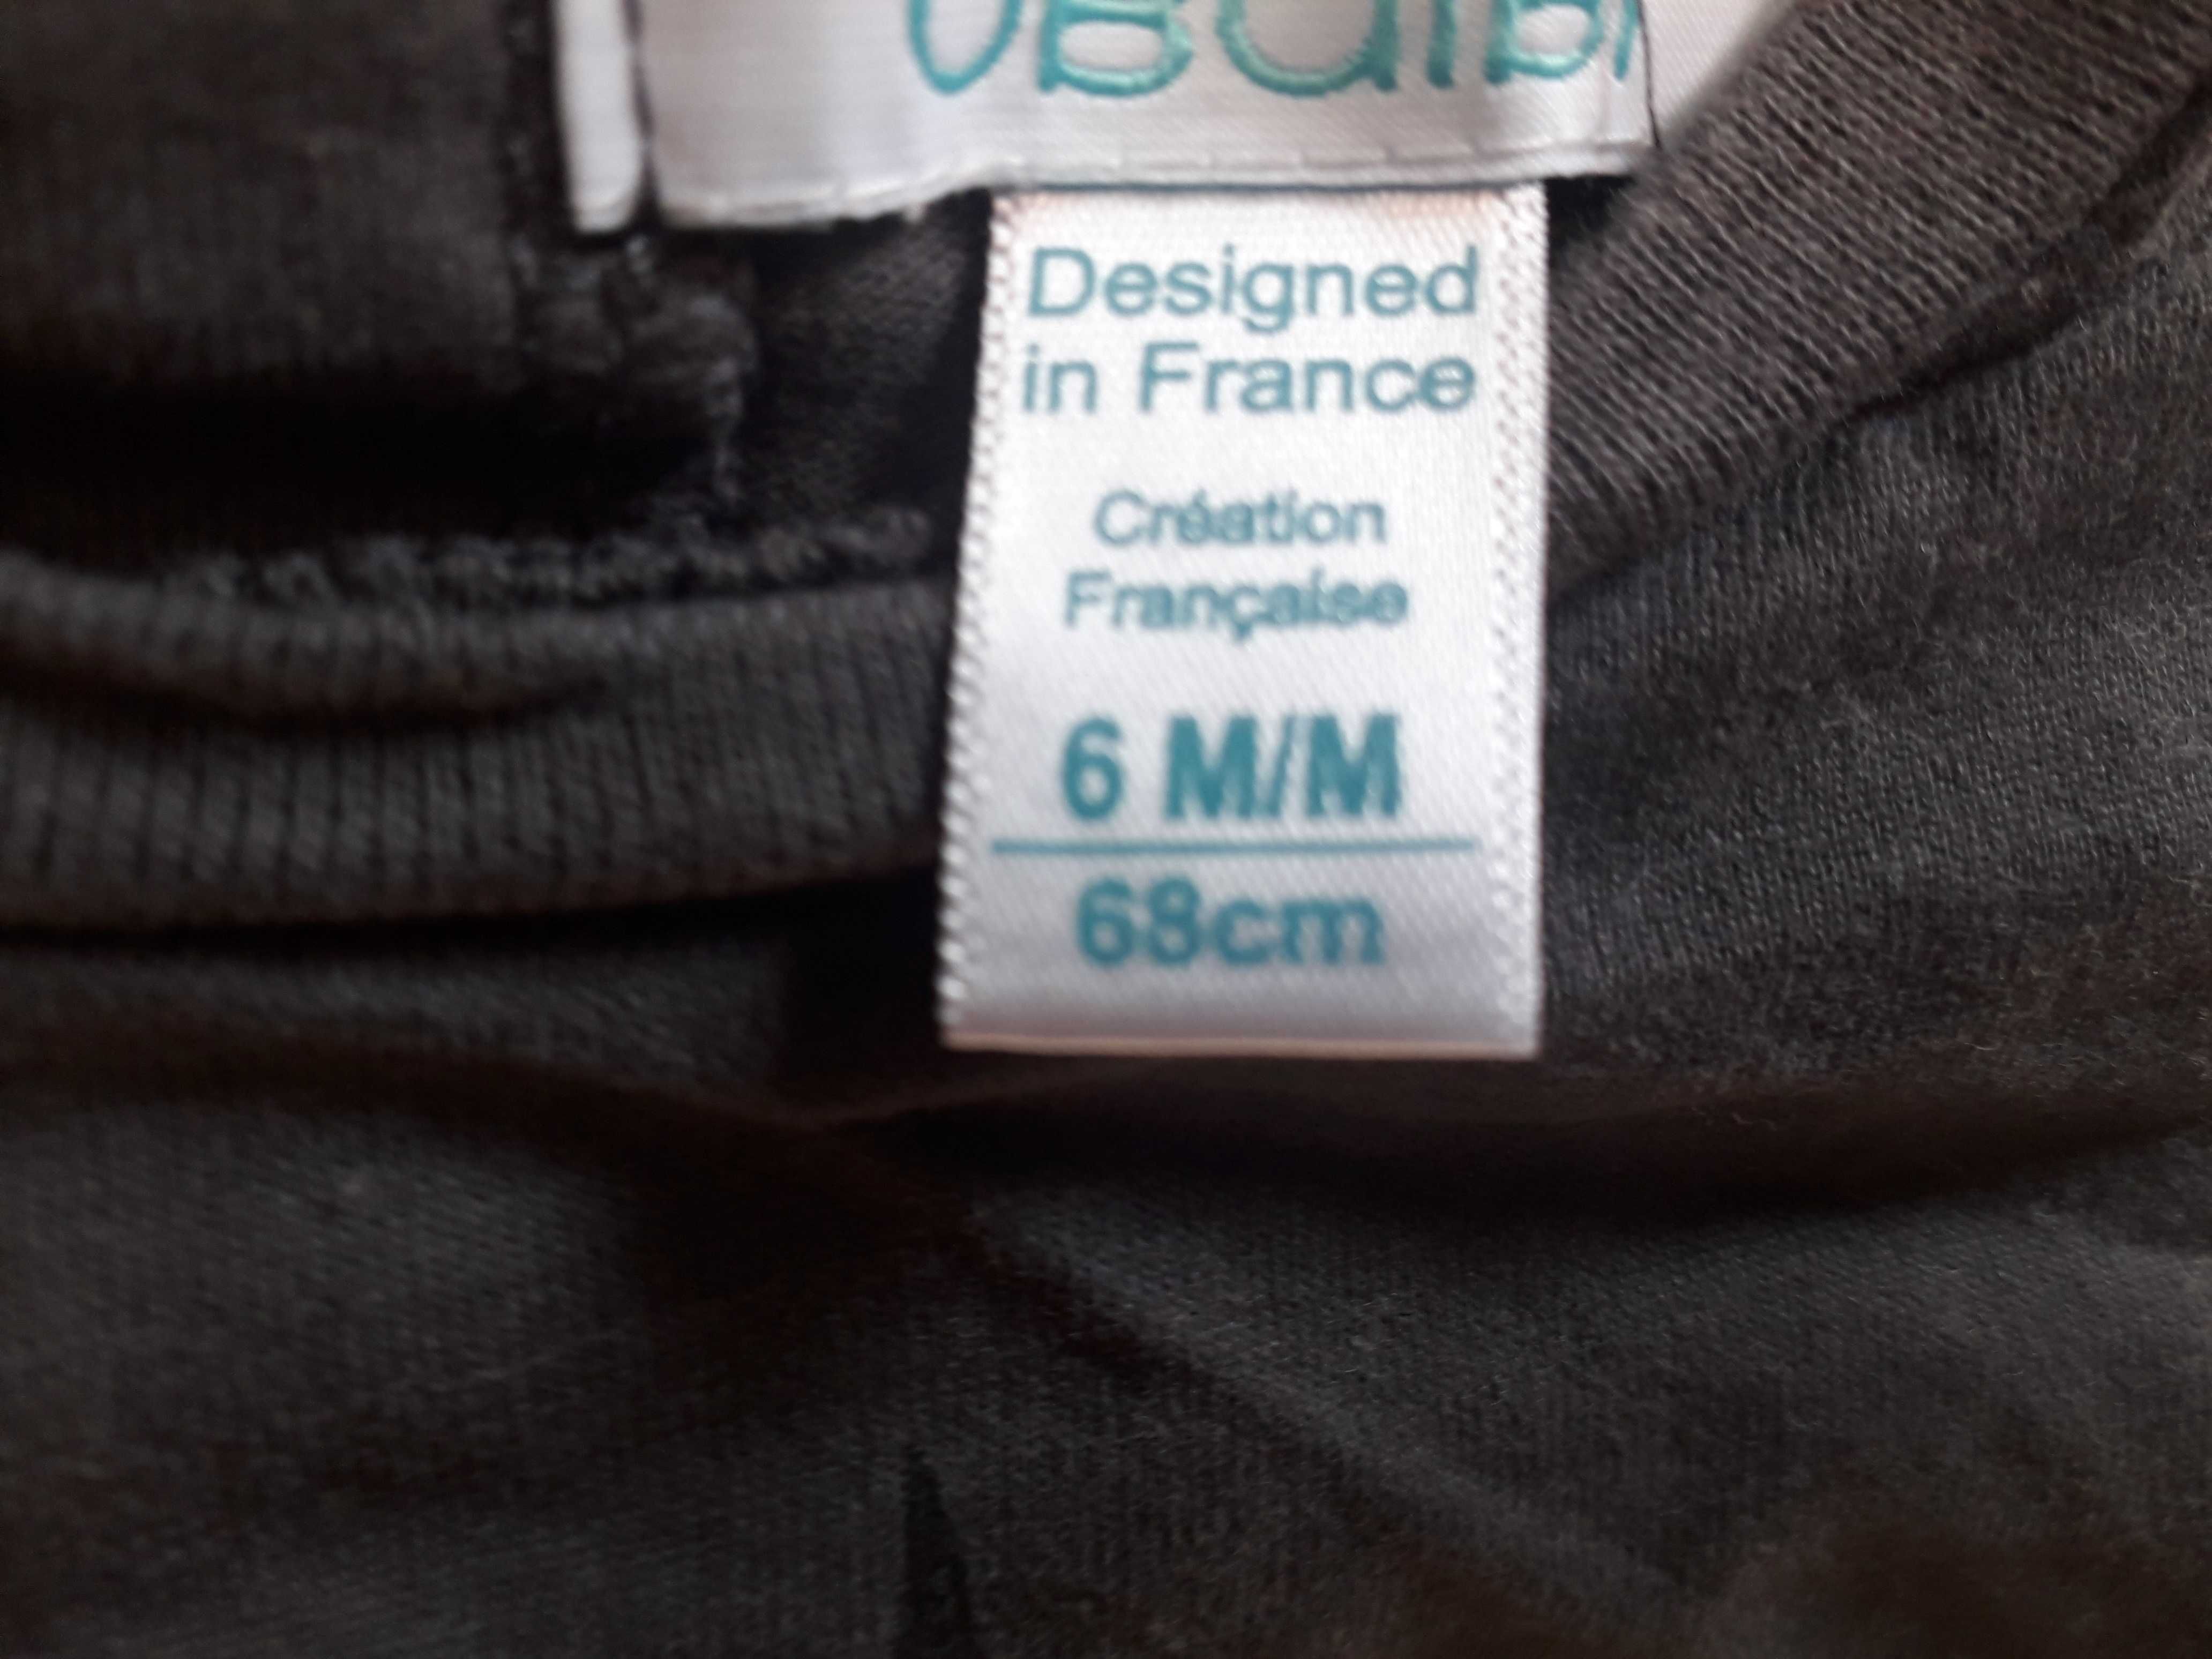 Designed
in France
Création
Française
6 M/M
68cm